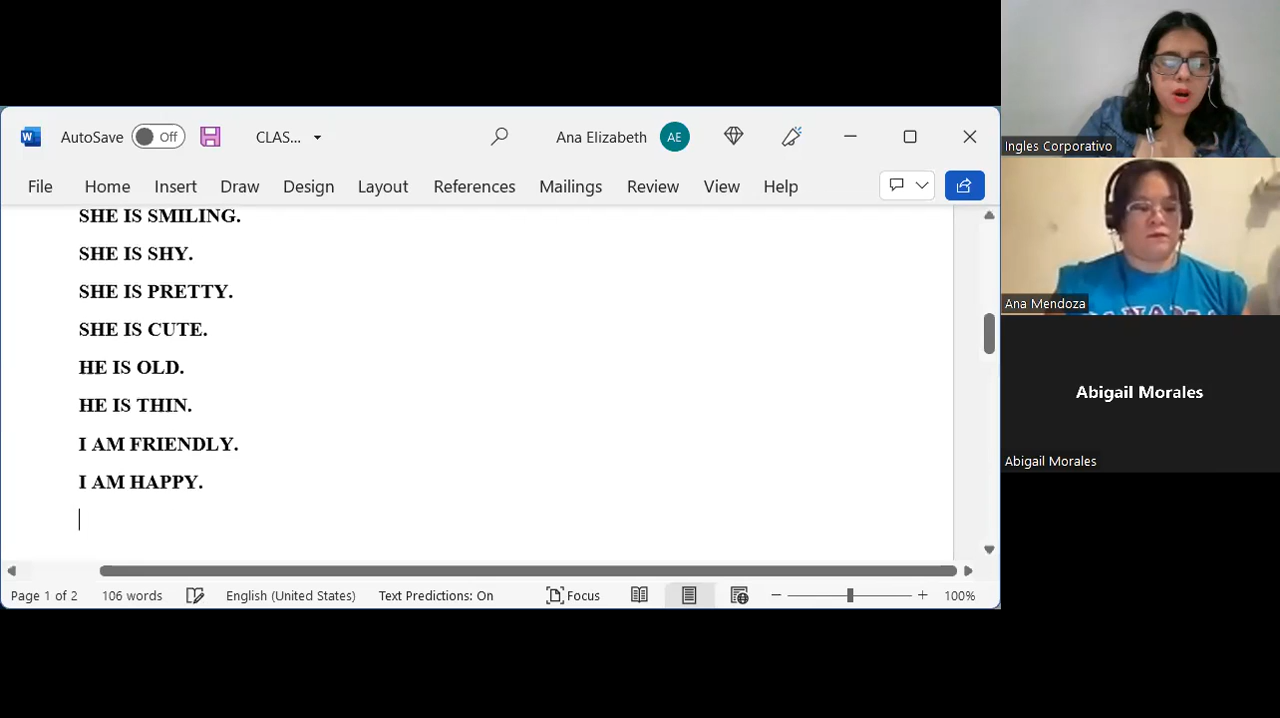 AutoSave Off CLAS... Ana Elizabeth AE
File Home Insert Draw Design Layout References Mailings Review View Help
SHE IS SMILING.
SHE IS SHY.
SHE IS PRETTY.
SHE IS CUTE.
HE IS OLD.
HE IS THIN.
I AM FRIENDLY.
I AM HAPPY.
Page 1 of 2 106 words English (United States) Text Predictions: On Focus 100%
Ingles Corporativo
Ana Mendoza
Abigail Morales
Abigail Morales